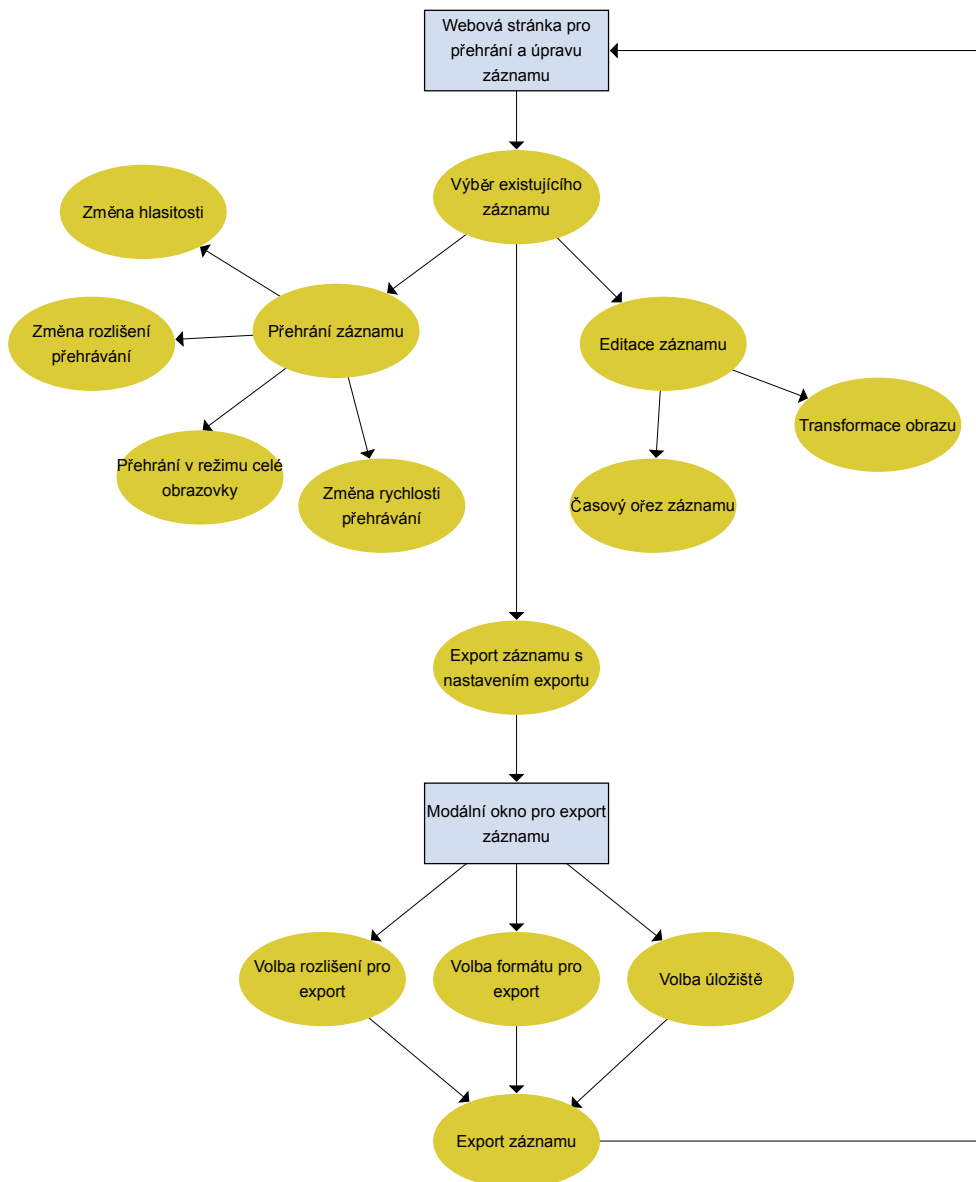 Webová stránka pro
přehrání a úpravu
záznamu
Výběr existujícího
záznamu
Změna hlasitosti
Změna rozlišení
přehrávání
Přehrání záznamu
Editace záznamu
Transformace obrazu
Přehrání v režimu celé
obrazovky
Změna rychlosti
přehrávání
Časový ořez záznamu
Export záznamu s
nastavením exportu
Modální okno pro export
záznamu
Volba rozlišení pro
export
Volba formátu pro
export
Volba úložiště
Export záznamu